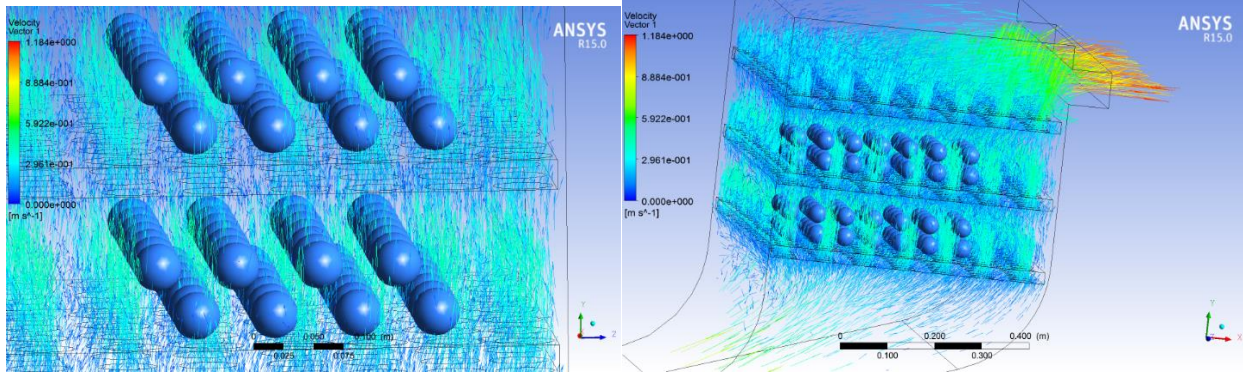 Velocity
Vector 1
1.184e+000
8.884e-001
5.922e-001
2.961e-001
0.000e+000
[m s^-1]
ANSYS
R15.0
0.050
0.100 (m)
0.025
0.075
Y
Z
Velocity
Vector 1
1.184e+000
8.884e-001
5.922e-001
2.961e-001
0.000e+000
[m s^-1]
ANSYS
R15.0
0
0.200
0.400 (m)
0.100
0.300
Y
X